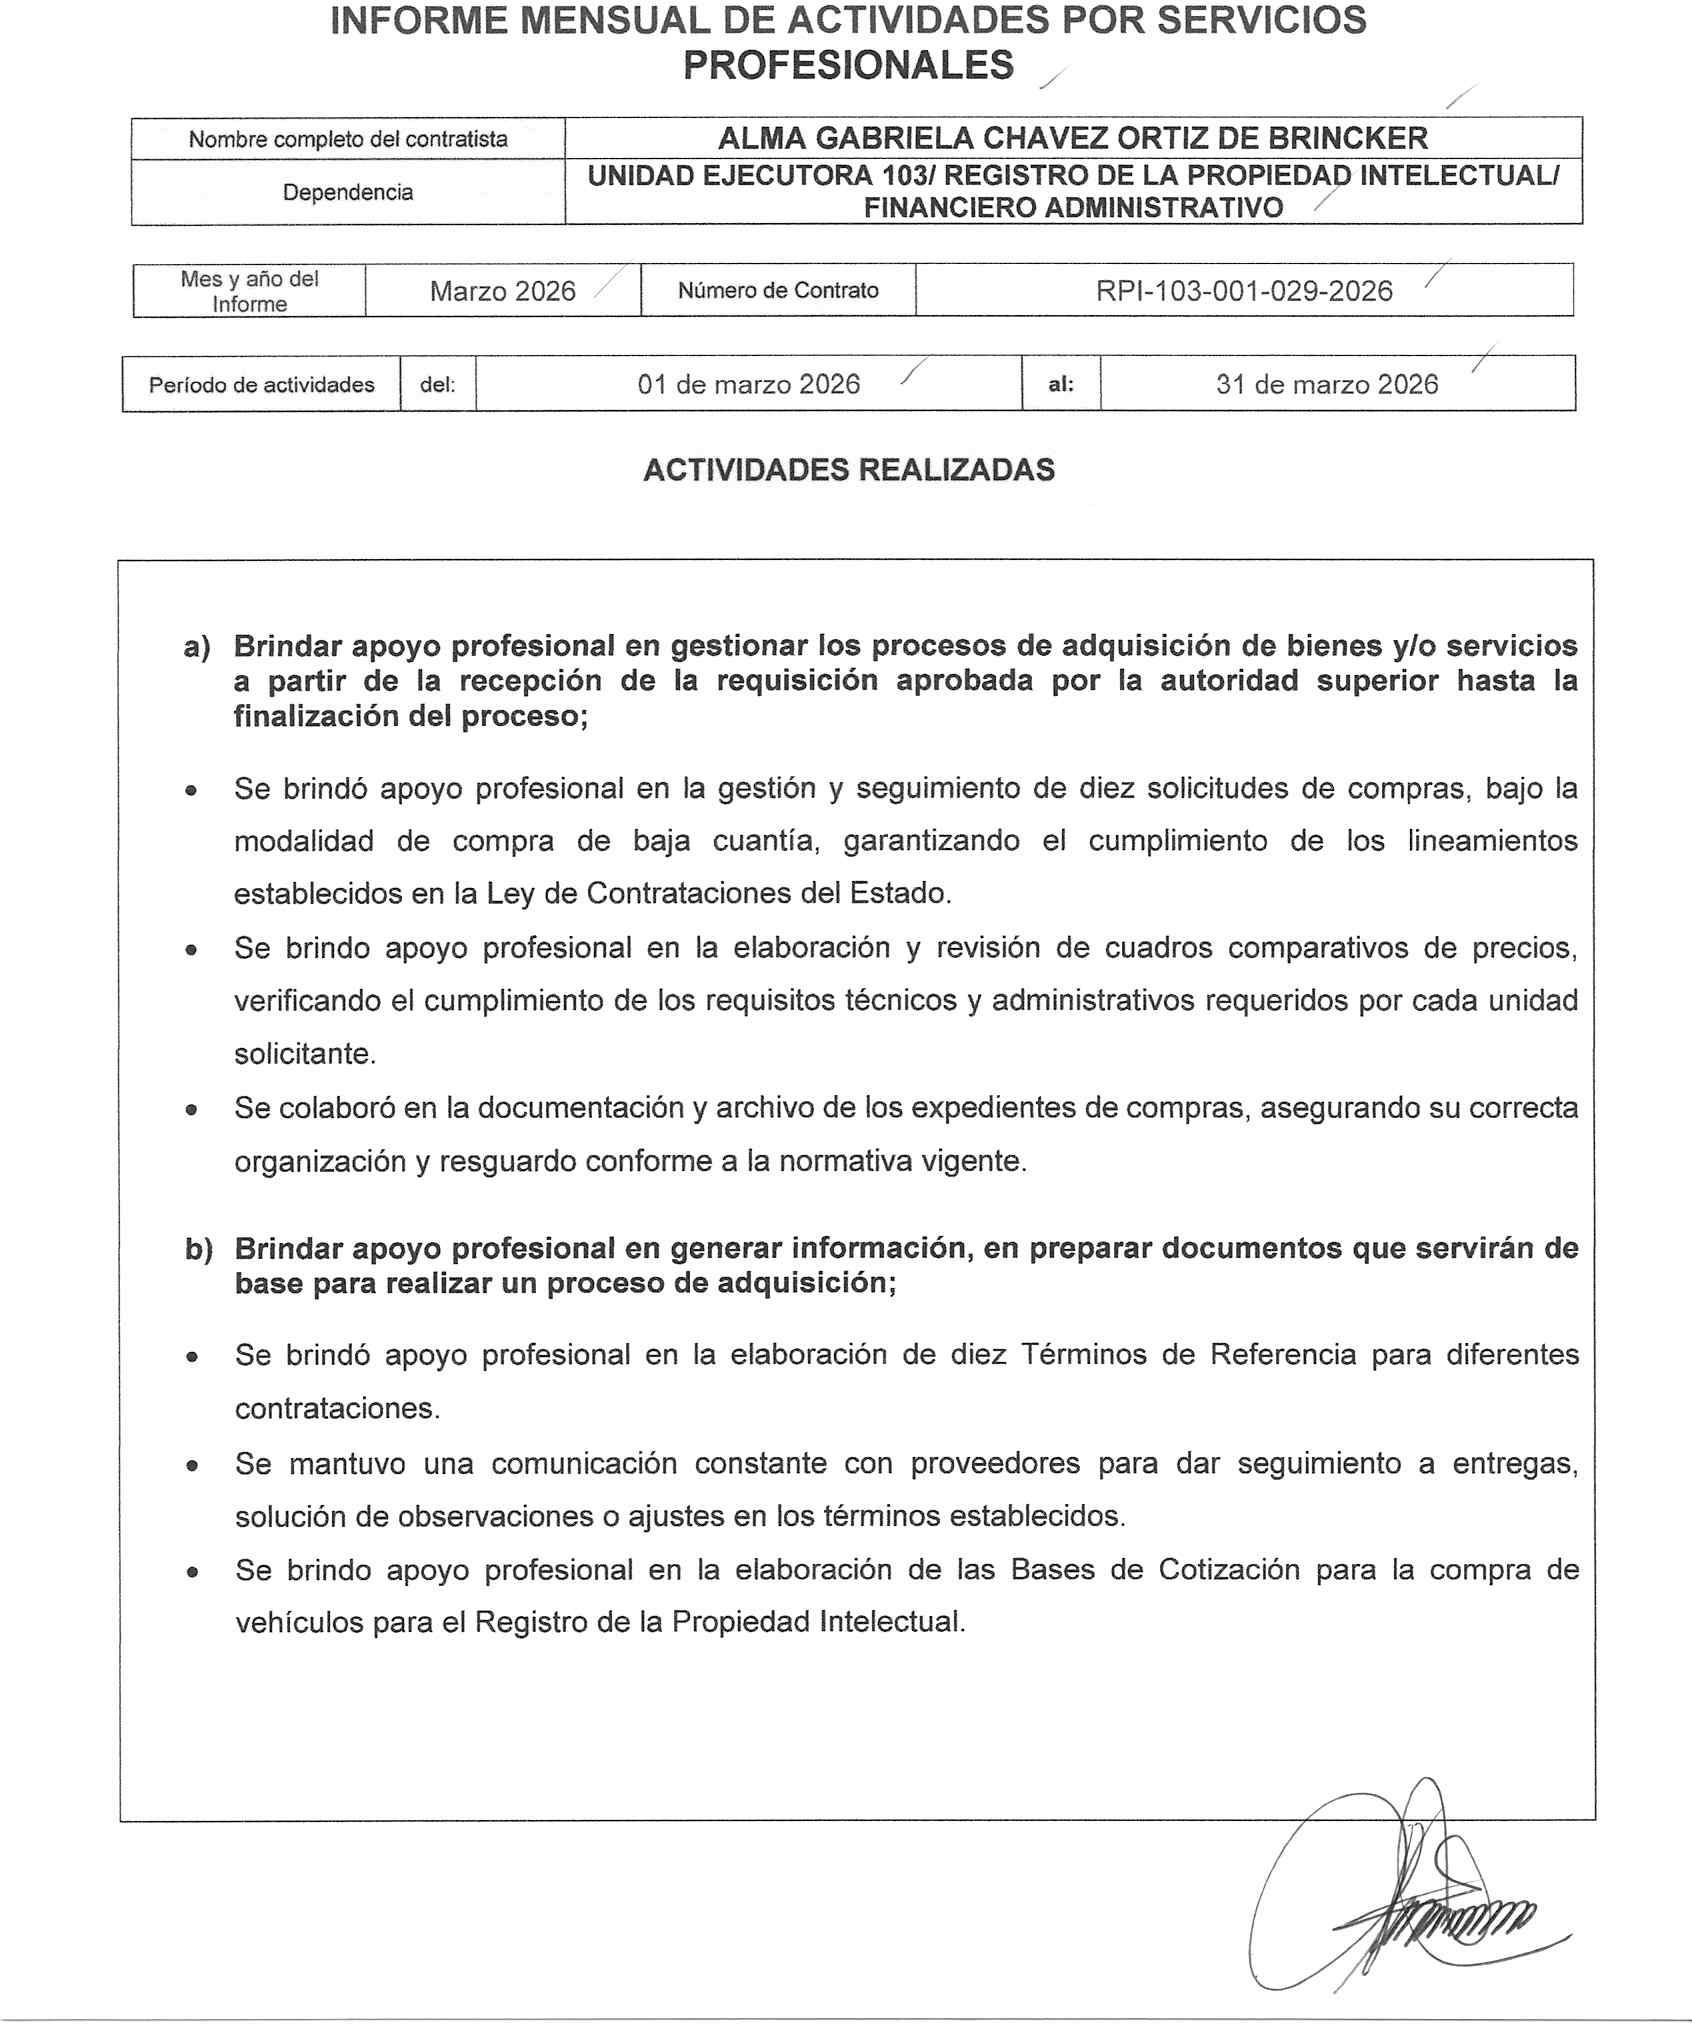 INFORME MENSUAL DE ACTIVIDADES POR SERVICIOS
PROFESIONALES
Nombre completo del contratista
ALMA GABRIELA CHAVEZ ORTIZ DE BRINCKER
Dependencia
UNIDAD EJECUTORA 103/ REGISTRO DE LA PROPIEDAD INTELECTUAL/
FINANCIERO ADMINISTRATIVO
Mes y año del
Informe
Marzo 2026
Número de Contrato
RPI-103-001-029-2026
Período de actividades
del:
01 de marzo 2026
al:
31 de marzo 2026
ACTIVIDADES REALIZADAS
a) Brindar apoyo profesional en gestionar los procesos de adquisición de bienes y/o servicios
a partir de la recepción de la requisición aprobada por la autoridad superior hasta la
finalización del proceso;
• Se brindó apoyo profesional en la gestión y seguimiento de diez solicitudes de compras, bajo la
modalidad de compra de baja cuantía, garantizando el cumplimiento de los lineamientos
establecidos en la Ley de Contrataciones del Estado.
• Se brindo apoyo profesional en la elaboración y revisión de cuadros comparativos de precios,
verificando el cumplimiento de los requisitos técnicos y administrativos requeridos por cada unidad
solicitante.
• Se colaboró en la documentación y archivo de los expedientes de compras, asegurando su correcta
organización y resguardo conforme a la normativa vigente.
b) Brindar apoyo profesional en generar información, en preparar documentos que servirán de
base para realizar un proceso de adquisición;
• Se brindó apoyo profesional en la elaboración de diez Términos de Referencia para diferentes
contrataciones.
• Se mantuvo una comunicación constante con proveedores para dar seguimiento a entregas,
solución de observaciones o ajustes en los términos establecidos.
• Se brindo apoyo profesional en la elaboración de las Bases de Cotización para la compra de
vehículos para el Registro de la Propiedad Intelectual.